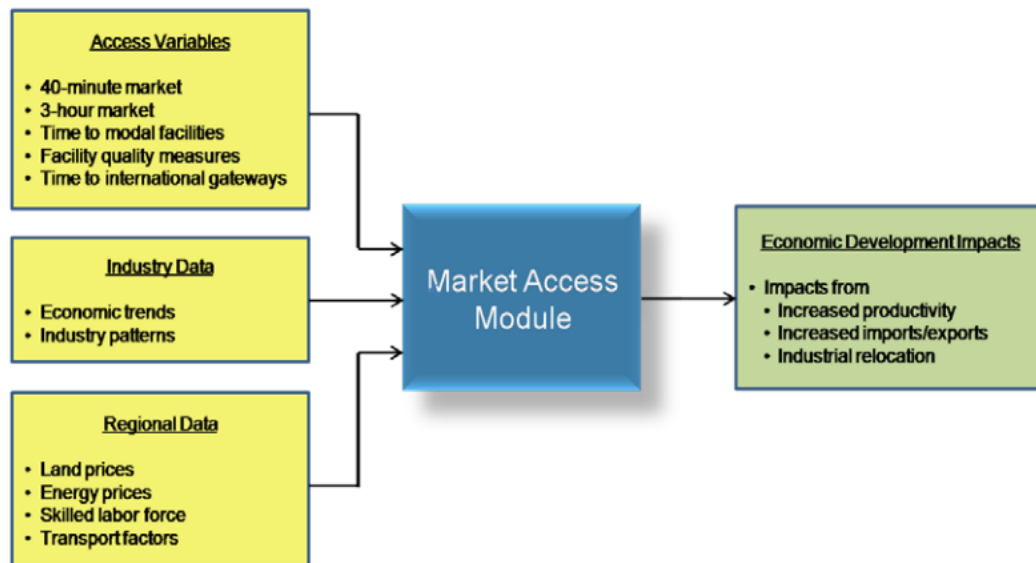 Access Variables
• 40-minute market
• 3-hour market
• Time to modal facilities
• Facility quality measures
• Time to international gateways
Industry Data
• Economic trends
• Industry patterns
Regional Data
• Land prices
• Energy prices
• Skilled labor force
• Transport factors
Market Access
Module
Economic Development Impacts
• Impacts from
• Increased productivity
• Increased imports/exports
• Industrial relocation